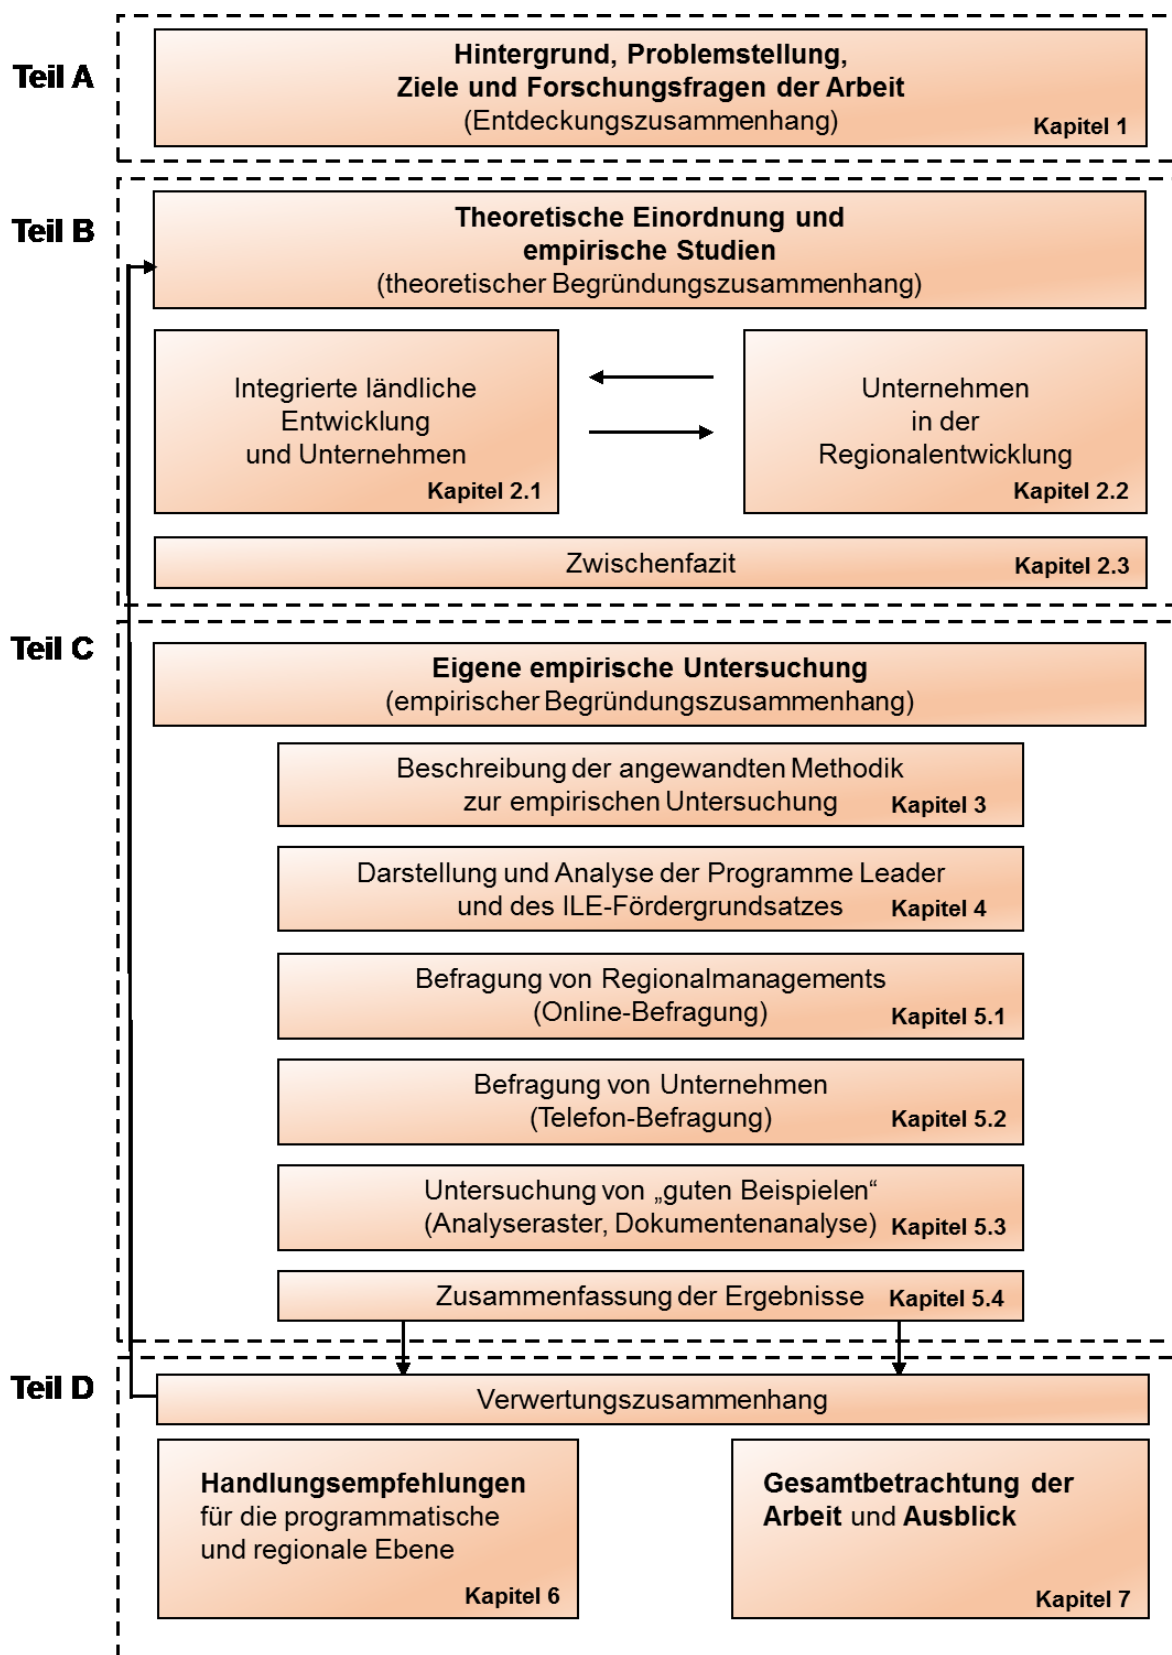 Teil A
Hintergrund, Problemstellung,
Ziele und Forschungsfragen der Arbeit
(Entdeckungszusammenhang)
Kapitel 1
Teil B
Theoretische Einordnung und
empirische Studien
(theoretischer Begründungszusammenhang)
Integrierte ländliche
Entwicklung
und Unternehmen
Kapitel 2.1
Unternehmen
in der
Regionalentwicklung
Kapitel 2.2
Zwischenfazit
Kapitel 2.3
Teil C
Eigene empirische Untersuchung
(empirischer Begründungszusammenhang)
Beschreibung der angewandten Methodik
zur empirischen Untersuchung
Kapitel 3
Darstellung und Analyse der Programme Leader
und des ILE-Fördergrundsatzes
Kapitel 4
Befragung von Regionalmanagements
(Online-Befragung)
Kapitel 5.1
Befragung von Unternehmen
(Telefon-Befragung)
Kapitel 5.2
Untersuchung von „guten Beispielen“
(Analyseraster, Dokumentenanalyse)
Kapitel 5.3
Zusammenfassung der Ergebnisse
Kapitel 5.4
Teil D
Verwertungszusammenhang
Handlungsempfehlungen
für die programmatische
und regionale Ebene
Kapitel 6
Gesamtbetrachtung der
Arbeit und Ausblick
Kapitel 7